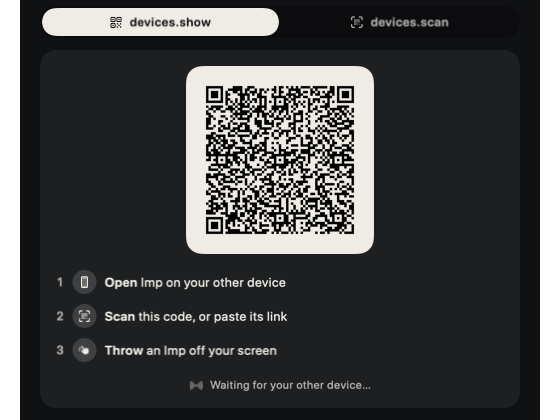 devices.show
devices.scan
1 Open Imp on your other device
2 Scan this code, or paste its link
3 Throw an Imp off your screen
Waiting for your other device...